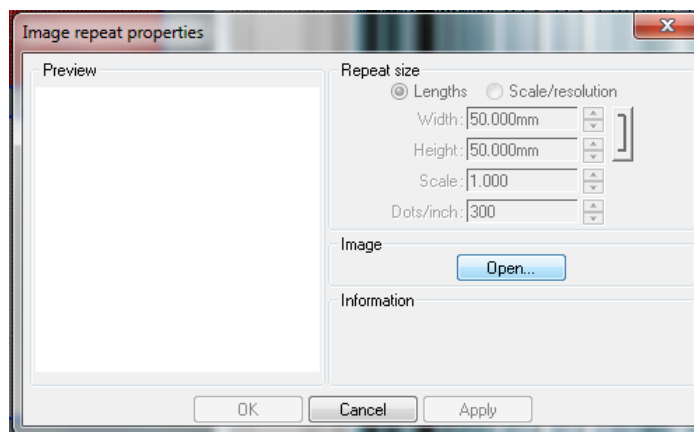 Image repeat properties
Preview
Repeat size
Lengths Scale/resolution
Width: 50.000mm
Height: 50.000mm
Scale: 1.000
Dots/inch: 300
Image
Open...
Information
OK Cancel Apply